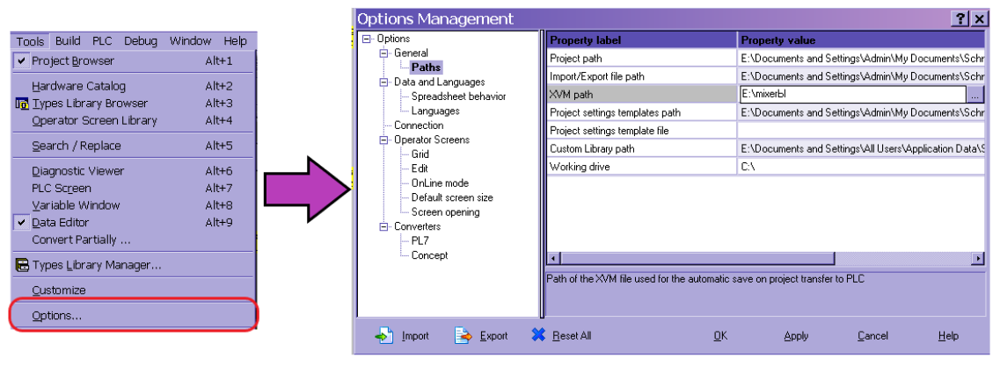 Tools Build PLC Debug Window Help
Project Browser Alt+1
Hardware Catalog Alt+2
Types Library Browser Alt+3
Operator Screen Library Alt+4
Search / Replace Alt+5
Diagnostic Viewer Alt+6
PLC Screen Alt+7
Variable Window Alt+8
Data Editor Alt+9
Convert Partially ...
Types Library Manager...
Customize
Options...
Options Management ? x
Options
General
Paths
Data and Languages
Spreadsheet behavior
Languages
Connection
Operator Screens
Grid
Edit
OnLine mode
Default screen size
Screen opening
Converters
PL7
Concept
Property label Property value
Project path E:\Documents and Settings\Admin\My Documents\Schn
Import/Export file path E:\Documents and Settings\Admin\My Documents\Schn
XVM path E:\mixerbl ...
Project settings templates path E:\Documents and Settings\Admin\My Documents\Schn
Project settings template file
Custom Library path E:\Documents and Settings\All Users\Application Data\S
Working drive C:\
Path of the XVM file used for the automatic save on project transfer to PLC
Import Export Reset All OK Apply Cancel Help